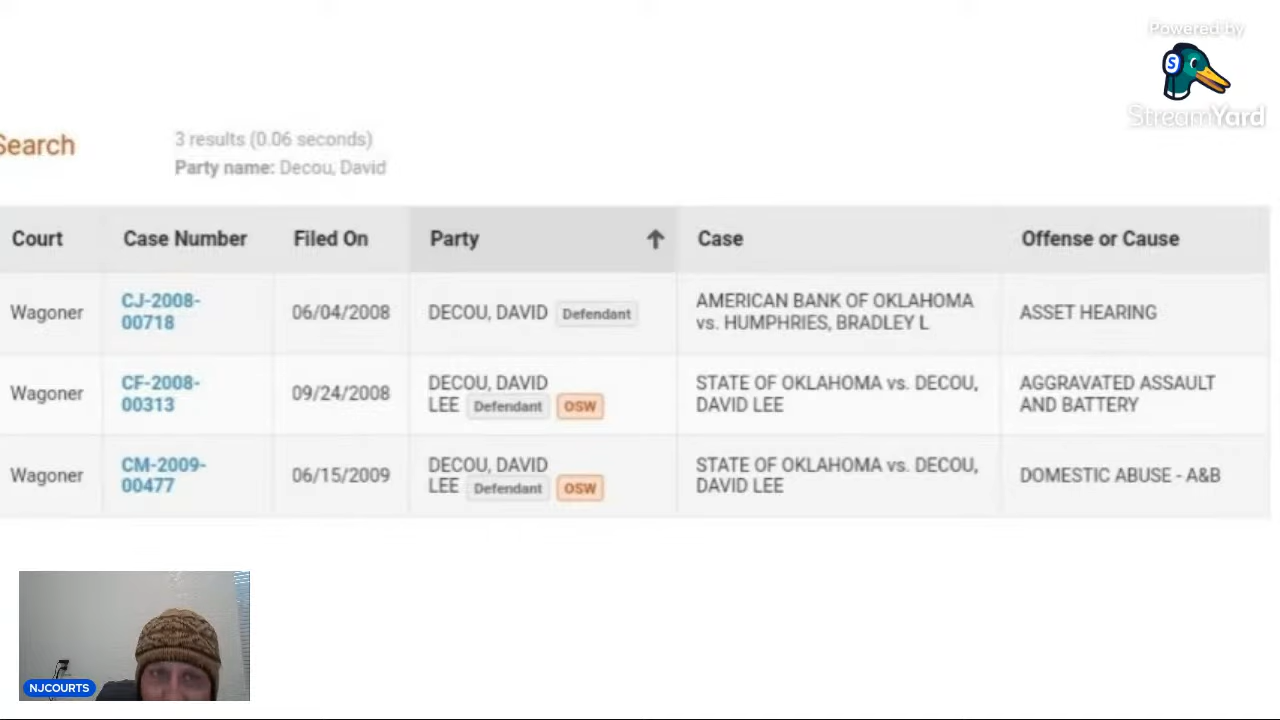 Powered by
StreamYard
Search
3 results (0.06 seconds)
Party name: Decou, David
Court Case Number Filed On Party ↑ Case Offense or Cause
Wagoner CJ-2008-00718 06/04/2008 DECOU, DAVID Defendant AMERICAN BANK OF OKLAHOMA vs. HUMPHRIES, BRADLEY L ASSET HEARING
Wagoner CF-2008-00313 09/24/2008 DECOU, DAVID LEE Defendant OSW STATE OF OKLAHOMA vs. DECOU, DAVID LEE AGGRAVATED ASSAULT AND BATTERY
Wagoner CM-2009-00477 06/15/2009 DECOU, DAVID LEE Defendant OSW STATE OF OKLAHOMA vs. DECOU, DAVID LEE DOMESTIC ABUSE - A&B
NJCOURTS